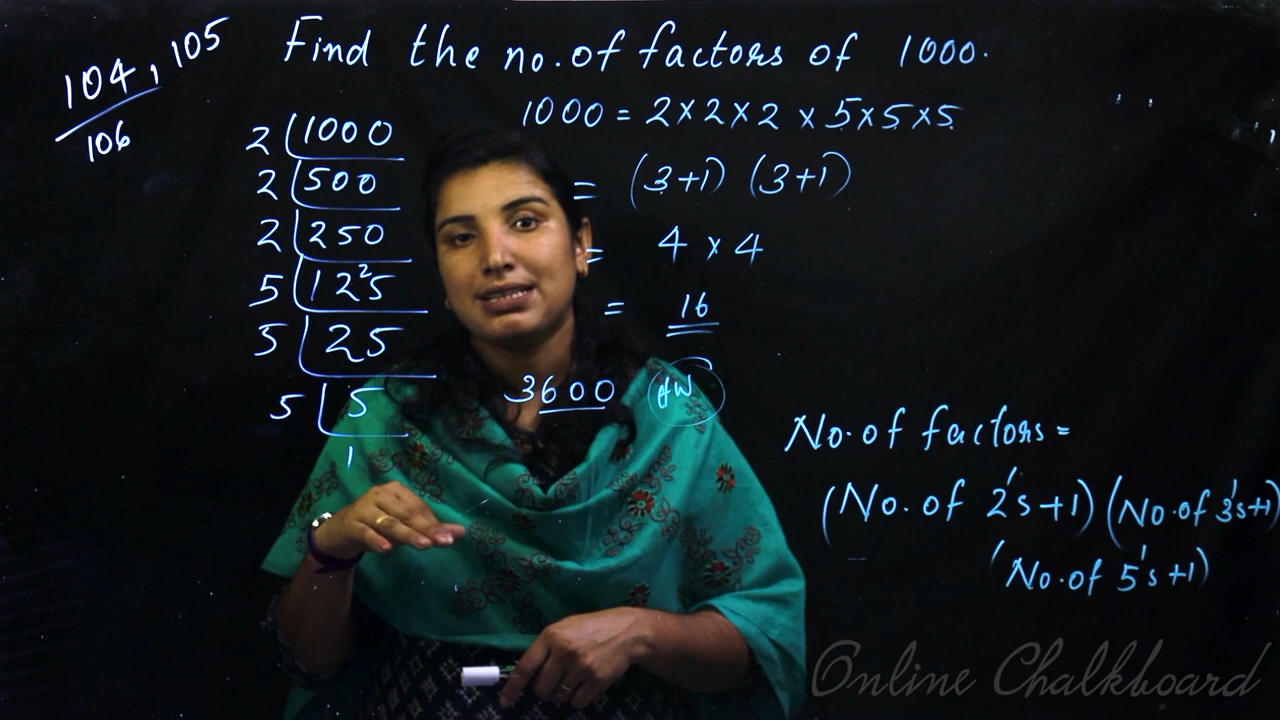 104, 105
106
Find the no. of factors of 1000.
1000 = 2×2×2 × 5×5×5
= (3+1) (3+1)
= 4 × 4
= 16
2 1000
2 500
2 250
5 12²5
5 25
5 5
1
3600 HW
No. of factors =
(No. of 2's+1) (No. of 3's+1)
(No. of 5's+1)
Online Chalkboard